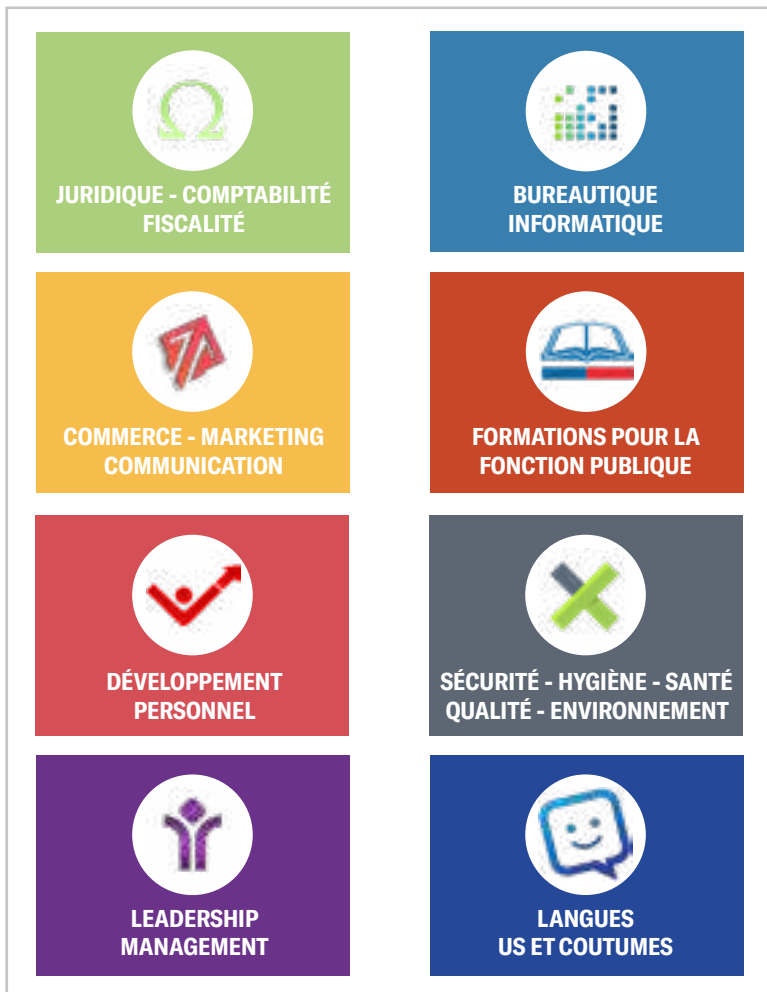 JURIDIQUE - COMPTABILITÉ
FISCALITÉ
BUREAUTIQUE
INFORMATIQUE
COMMERCE - MARKETING
COMMUNICATION
FORMATIONS POUR LA
FONCTION PUBLIQUE
DÉVELOPPEMENT
PERSONNEL
SÉCURITÉ - HYGIÈNE - SANTÉ
QUALITÉ - ENVIRONNEMENT
LEADERSHIP
MANAGEMENT
LANGUES
US ET COUTUMES